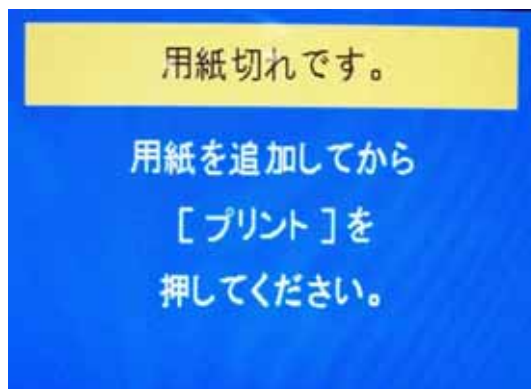 用紙切れです。
用紙を追加してから
［プリント］を
押してください。